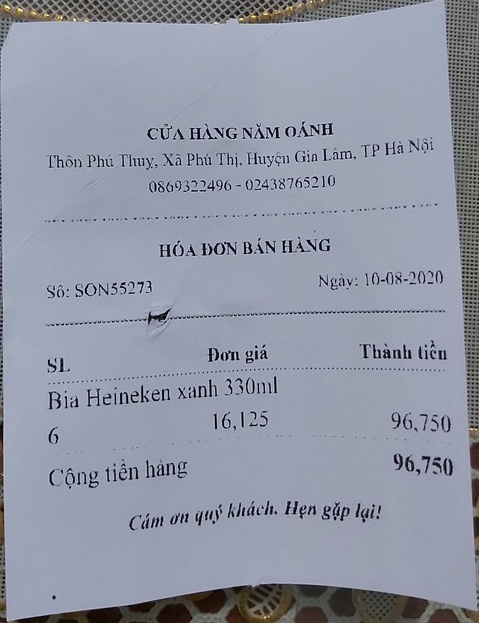 CỬA HÀNG NĂM OÁNH
Thôn Phú Thụy, Xã Phú Thị, Huyện Gia Lâm, TP Hà Nội
0869322496 - 02438765210
HÓA ĐƠN BÁN HÀNG
Số: SON55273 Ngày: 10-08-2020
SL Đơn giá Thành tiền
Bia Heineken xanh 330ml
6 16,125 96,750
Cộng tiền hàng 96,750
Cám ơn quý khách. Hẹn gặp lại!